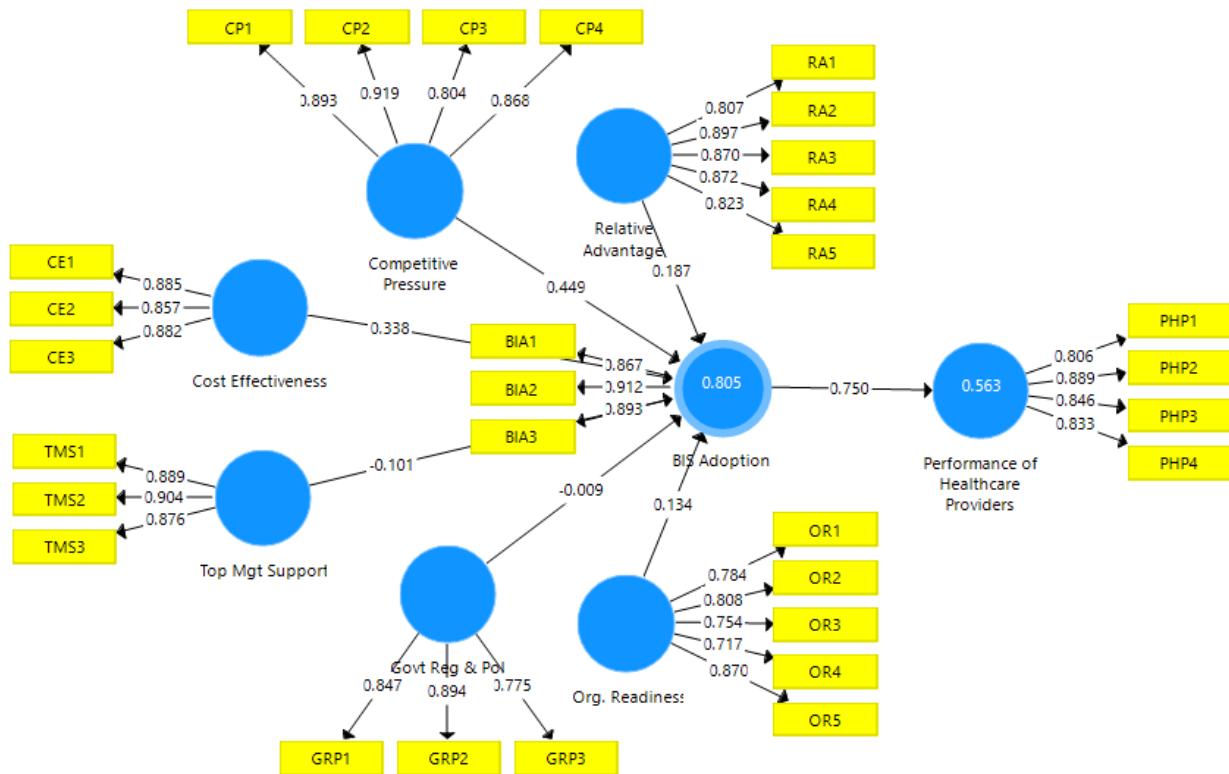 CP1
CP2
CP3
CP4
0.893
0.919
0.804
0.868
Competitive
Pressure
0.449
RA1
RA2
RA3
RA4
RA5
0.807
0.897
0.870
0.872
0.823
Relative
Advantage
0.187
CE1
CE2
CE3
0.885
0.857
0.882
Cost Effectiveness
0.338
BIA1
BIA2
BIA3
0.867
0.912
0.893
0.805
BIS Adoption
0.750
0.563
Performance of
Healthcare
Providers
PHP1
PHP2
PHP3
PHP4
0.806
0.889
0.846
0.833
TMS1
TMS2
TMS3
0.889
0.904
0.876
Top Mgt Support
-0.101
-0.009
0.134
Govt Reg & Pol
0.847
0.894
0.775
GRP1
GRP2
GRP3
Org. Readiness
0.784
0.808
0.754
0.717
0.870
OR1
OR2
OR3
OR4
OR5